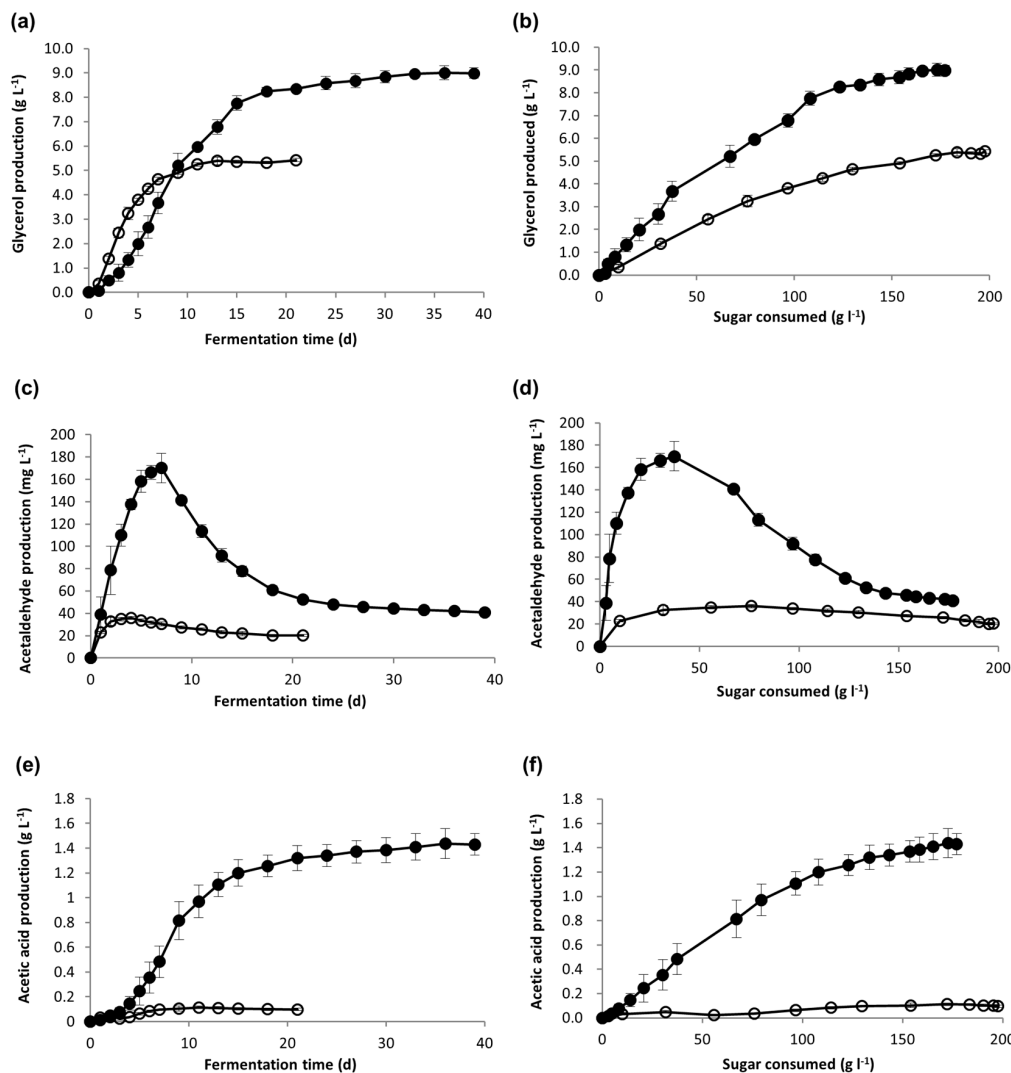 (a)
Glycerol production (g L⁻¹)
10.0
9.0
8.0
7.0
6.0
5.0
4.0
3.0
2.0
1.0
0.0
0 5 10 15 20 25 30 35 40
Fermentation time (d)
(b)
Glycerol produced (g L⁻¹)
10.0
9.0
8.0
7.0
6.0
5.0
4.0
3.0
2.0
1.0
0.0
0 50 100 150 200
Sugar consumed (g l⁻¹)
(c)
Acetaldehyde production (mg L⁻¹)
200
180
160
140
120
100
80
60
40
20
0
0 10 20 30 40
Fermentation time (d)
(d)
Acetaldehyde production (mg L⁻¹)
200
180
160
140
120
100
80
60
40
20
0
0 50 100 150 200
Sugar consumed (g l⁻¹)
(e)
Acetic acid production (g L⁻¹)
1.8
1.6
1.4
1.2
1
0.8
0.6
0.4
0.2
0.0
0 10 20 30 40
Fermentation time (d)
(f)
Acetic acid production (g L⁻¹)
1.8
1.6
1.4
1.2
1
0.8
0.6
0.4
0.2
0.0
0 50 100 150 200
Sugar consumed (g l⁻¹)